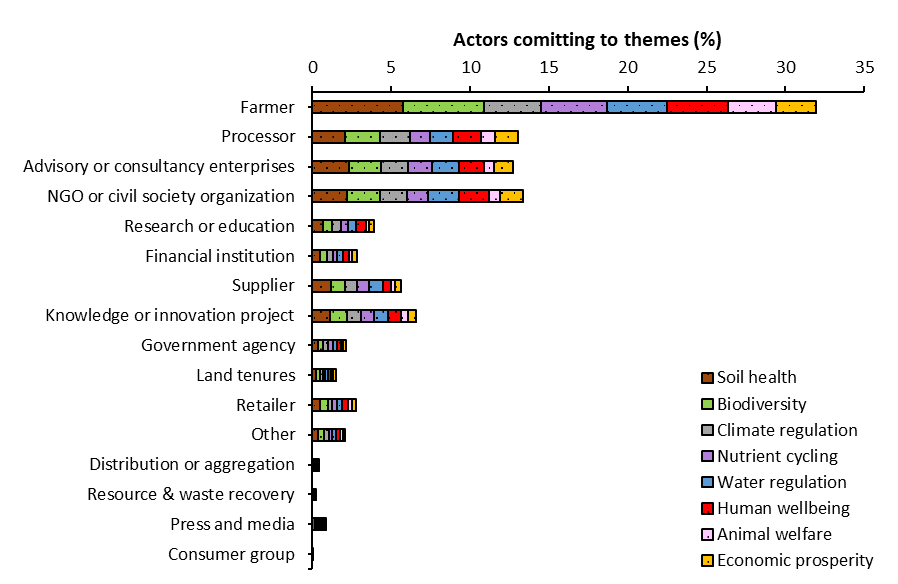 Actors comitting to themes (%)
0 5 10 15 20 25 30 35
Farmer
Processor
Advisory or consultancy enterprises
NGO or civil society organization
Research or education
Financial institution
Supplier
Knowledge or innovation project
Government agency
Land tenures
Retailer
Other
Distribution or aggregation
Resource & waste recovery
Press and media
Consumer group
Soil health
Biodiversity
Climate regulation
Nutrient cycling
Water regulation
Human wellbeing
Animal welfare
Economic prosperity